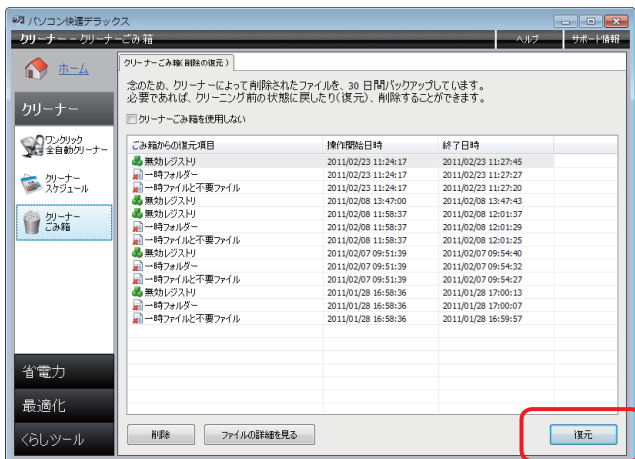 パソコン快適デラックス
クリーナー - クリーナーごみ箱
ヘルプ
サポート情報
ホーム
クリーナー
ワンクリック
全自動クリーナー
クリーナー
スケジュール
クリーナー
ごみ箱
省電力
最適化
くらしツール
クリーナーごみ箱(削除の復元)
念のため、クリーナーによって削除されたファイルを、30 日間バックアップしています。
必要であれば、クリーニング前の状態に戻したり(復元)、削除することができます。
クリーナーごみ箱を使用しない
ごみ箱からの復元項目 操作開始日時 終了日時
無効レジストリ 2011/02/23 11:24:17 2011/02/23 11:27:45
一時フォルダー 2011/02/23 11:24:17 2011/02/23 11:27:27
一時ファイルと不要ファイル 2011/02/23 11:24:17 2011/02/23 11:27:20
無効レジストリ 2011/02/08 13:47:00 2011/02/08 13:47:43
無効レジストリ 2011/02/08 11:58:37 2011/02/08 12:01:37
一時フォルダー 2011/02/08 11:58:37 2011/02/08 12:01:29
一時ファイルと不要ファイル 2011/02/08 11:58:37 2011/02/08 12:01:25
無効レジストリ 2011/02/07 09:51:39 2011/02/07 09:54:40
一時フォルダー 2011/02/07 09:51:39 2011/02/07 09:54:32
一時ファイルと不要ファイル 2011/02/07 09:51:39 2011/02/07 09:54:27
無効レジストリ 2011/01/28 16:58:36 2011/01/28 17:00:13
一時フォルダー 2011/01/28 16:58:36 2011/01/28 17:00:07
一時ファイルと不要ファイル 2011/01/28 16:58:36 2011/01/28 16:59:57
削除
ファイルの詳細を見る
復元